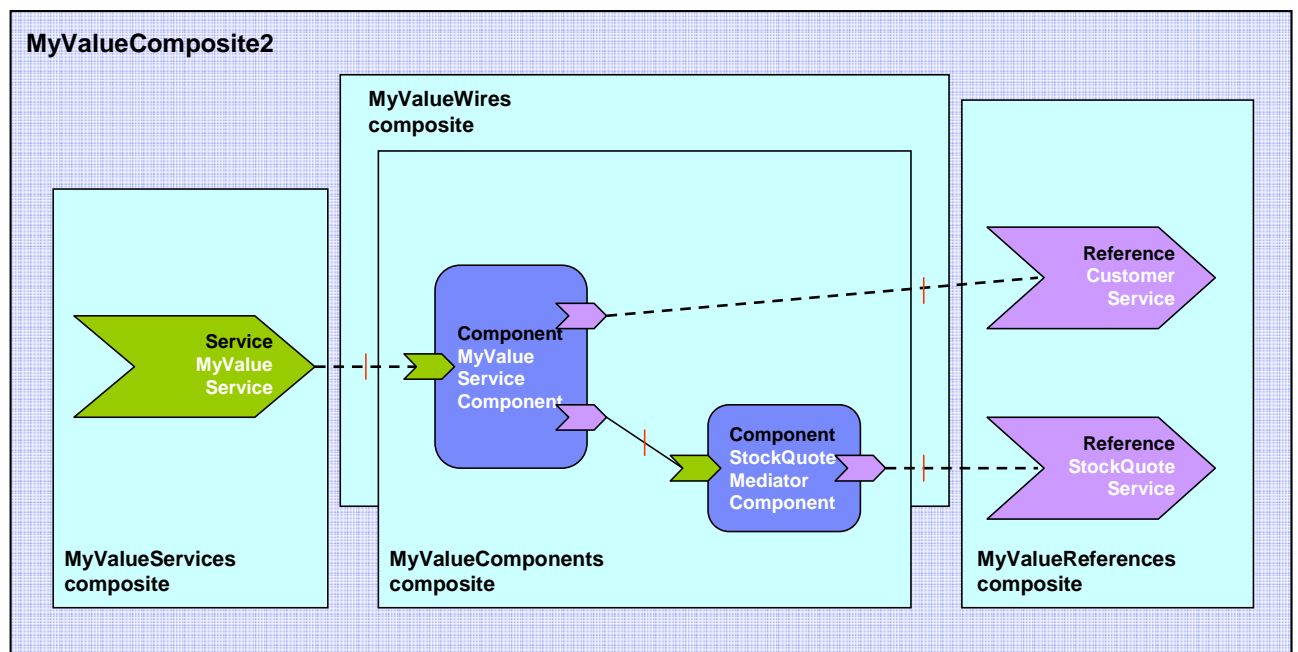 MyValueComposite2
MyValueWires
composite
Service
MyValue
Service
Component
MyValue
Service
Component
Component
StockQuote
Mediator
Component
Reference
Customer
Service
Reference
StockQuote
Service
MyValueServices
composite
MyValueComponents
composite
MyValueReferences
composite